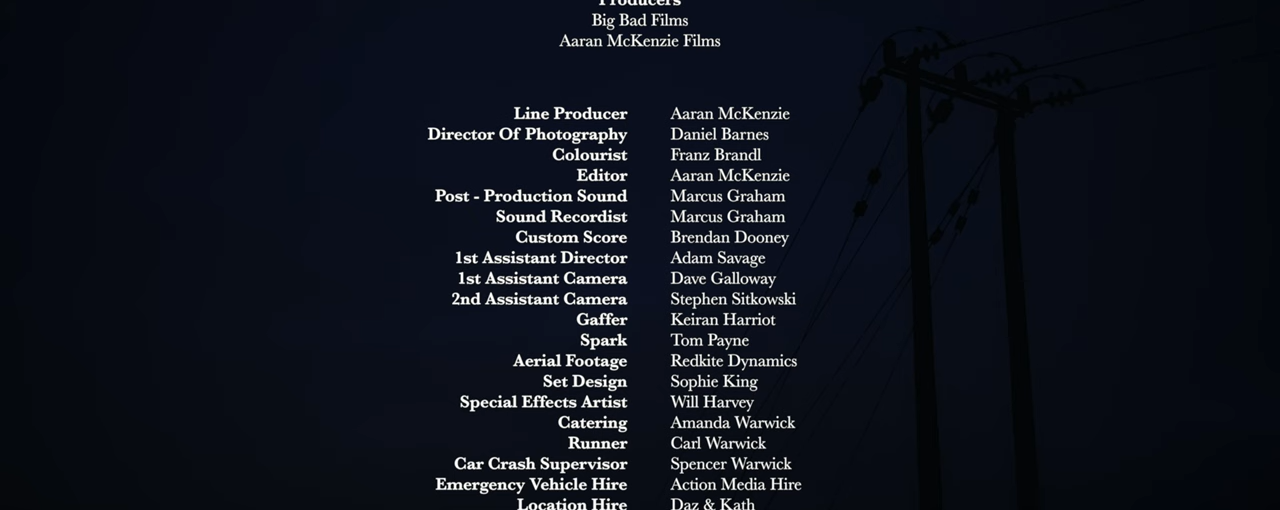 Producers
Big Bad Films
Aaran McKenzie Films
Line Producer Aaran McKenzie
Director Of Photography Daniel Barnes
Colourist Franz Brandl
Editor Aaran McKenzie
Post - Production Sound Marcus Graham
Sound Recordist Marcus Graham
Custom Score Brendan Dooney
1st Assistant Director Adam Savage
1st Assistant Camera Dave Galloway
2nd Assistant Camera Stephen Sitkowski
Gaffer Keiran Harriot
Spark Tom Payne
Aerial Footage Redkite Dynamics
Set Design Sophie King
Special Effects Artist Will Harvey
Catering Amanda Warwick
Runner Carl Warwick
Car Crash Supervisor Spencer Warwick
Emergency Vehicle Hire Action Media Hire
Location Hire Daz & Kath